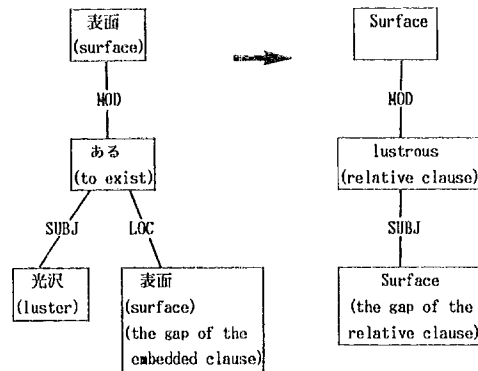 表面
(surface)
MOD
ある
(to exist)
SUBJ
LOC
光沢
(luster)
表面
(surface)
(the gap of the
embedded clause)
Surface
MOD
lustrous
(relative clause)
SUBJ
Surface
(the gap of the
relative clause)